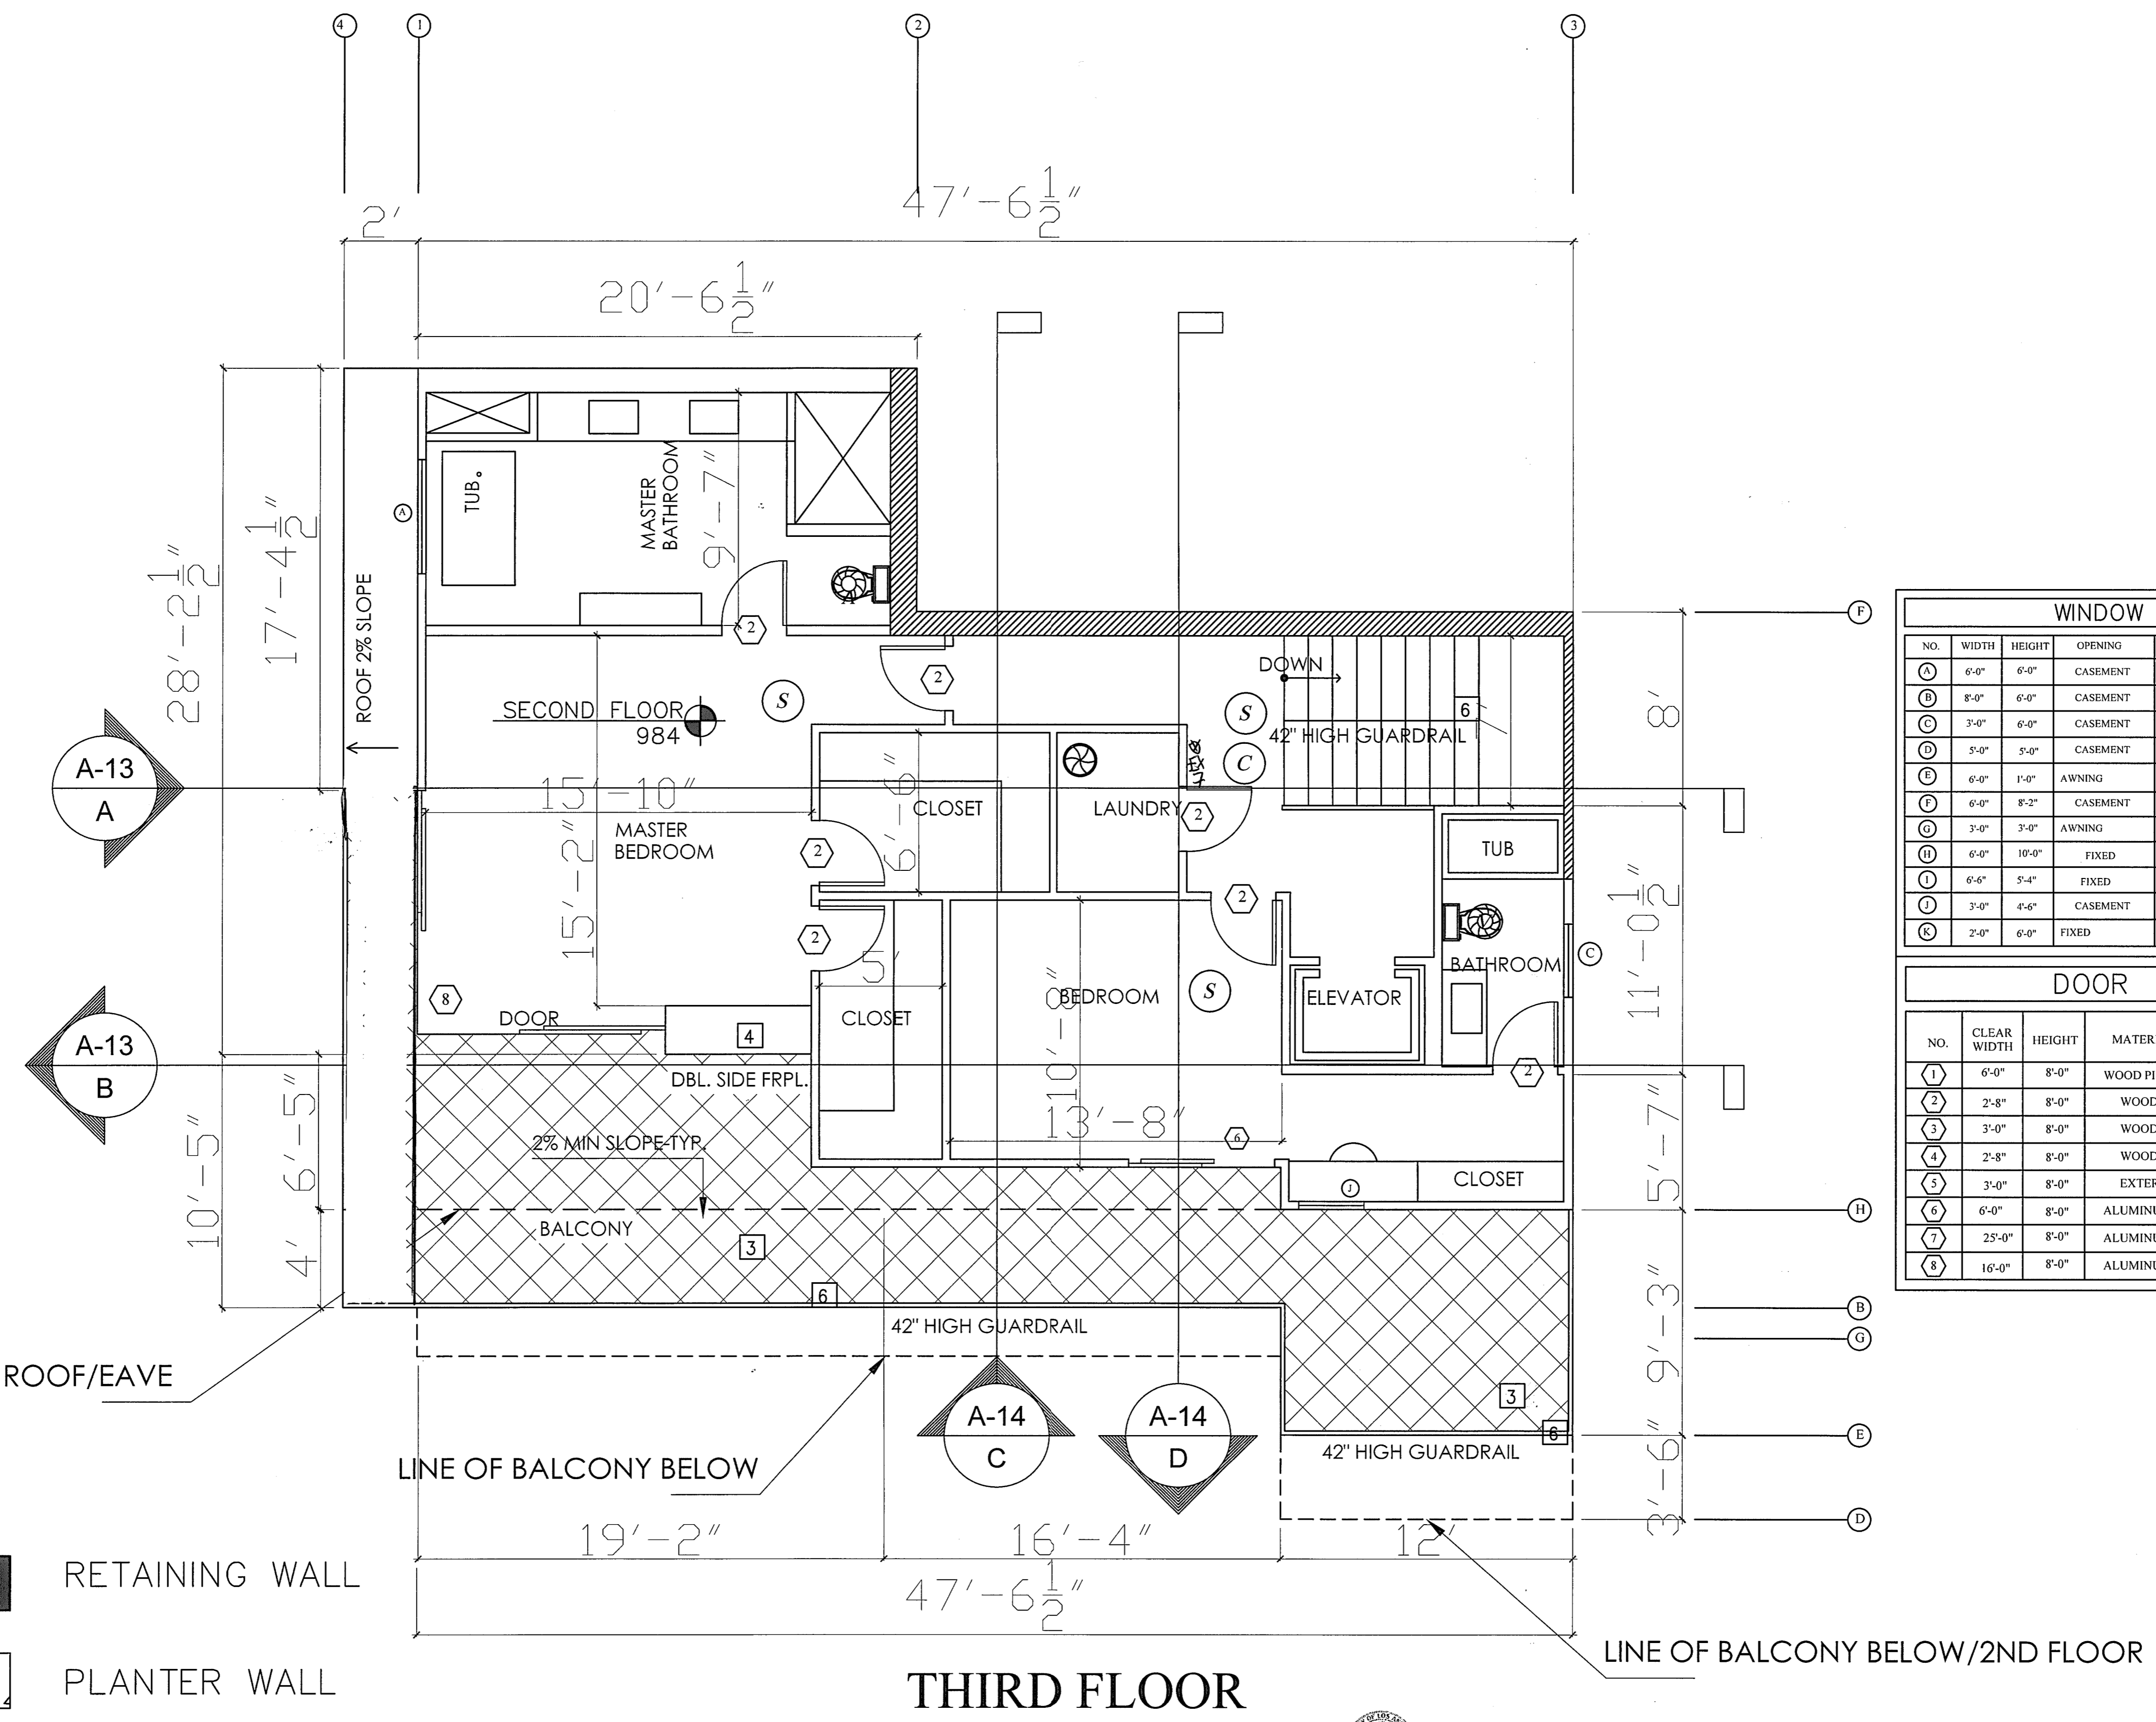 4
1
2
3
47'-6 1/2"
2'
20'-6 1/2"
TUB
MASTER
BATHROOM
9'-7"
A
2
28'-2 1/2"
17'-4 1/2"
ROOF 2% SLOPE
F
2
S
SECOND FLOOR
984
S
C
DOWN
6
42" HIGH GUARDRAIL
8'
A-13
A
15'-10"
15'-2"
MASTER
BEDROOM
2
6'-6"
CLOSET
LAUNDRY
2
TUB
2
2
5'
CLOSET
BEDROOM
S
10'-8"
13'-8"
ELEVATOR
BATHROOM
C
11'-0 1/2"
8
DOOR
4
A-13
B
DBL. SIDE FRPL.
2
6
5'-7"
10'-5"
6'-5"
4'
2% MIN SLOPE-TYP.
J
CLOSET
H
BALCONY
3
6
B
42" HIGH GUARDRAIL
G
9'-3"
ROOF/EAVE
3
6
E
42" HIGH GUARDRAIL
A-14
C
A-14
D
LINE OF BALCONY BELOW
3'-6"
D
19'-2"
16'-4"
12'
47'-6 1/2"
RETAINING WALL
PLANTER WALL
LINE OF BALCONY BELOW/2ND FLOOR
THIRD FLOOR
WINDOW
NO. WIDTH HEIGHT OPENING
A 6'-0" 6'-0" CASEMENT
B 8'-0" 6'-0" CASEMENT
C 3'-0" 6'-0" CASEMENT
D 5'-0" 5'-0" CASEMENT
E 6'-0" 1'-0" AWNING
F 6'-0" 8'-2" CASEMENT
G 3'-0" 3'-0" AWNING
H 6'-0" 10'-0" FIXED
I 6'-6" 5'-4" FIXED
J 3'-0" 4'-6" CASEMENT
K 2'-0" 6'-0" FIXED
DOOR
NO. CLEAR WIDTH HEIGHT MATER
1 6'-0" 8'-0" WOOD PI
2 2'-8" 8'-0" WOOD
3 3'-0" 8'-0" WOOD
4 2'-8" 8'-0" WOOD
5 3'-0" 8'-0" EXTER
6 6'-0" 8'-0" ALUMINU
7 25'-0" 8'-0" ALUMINU
8 16'-0" 8'-0" ALUMINU